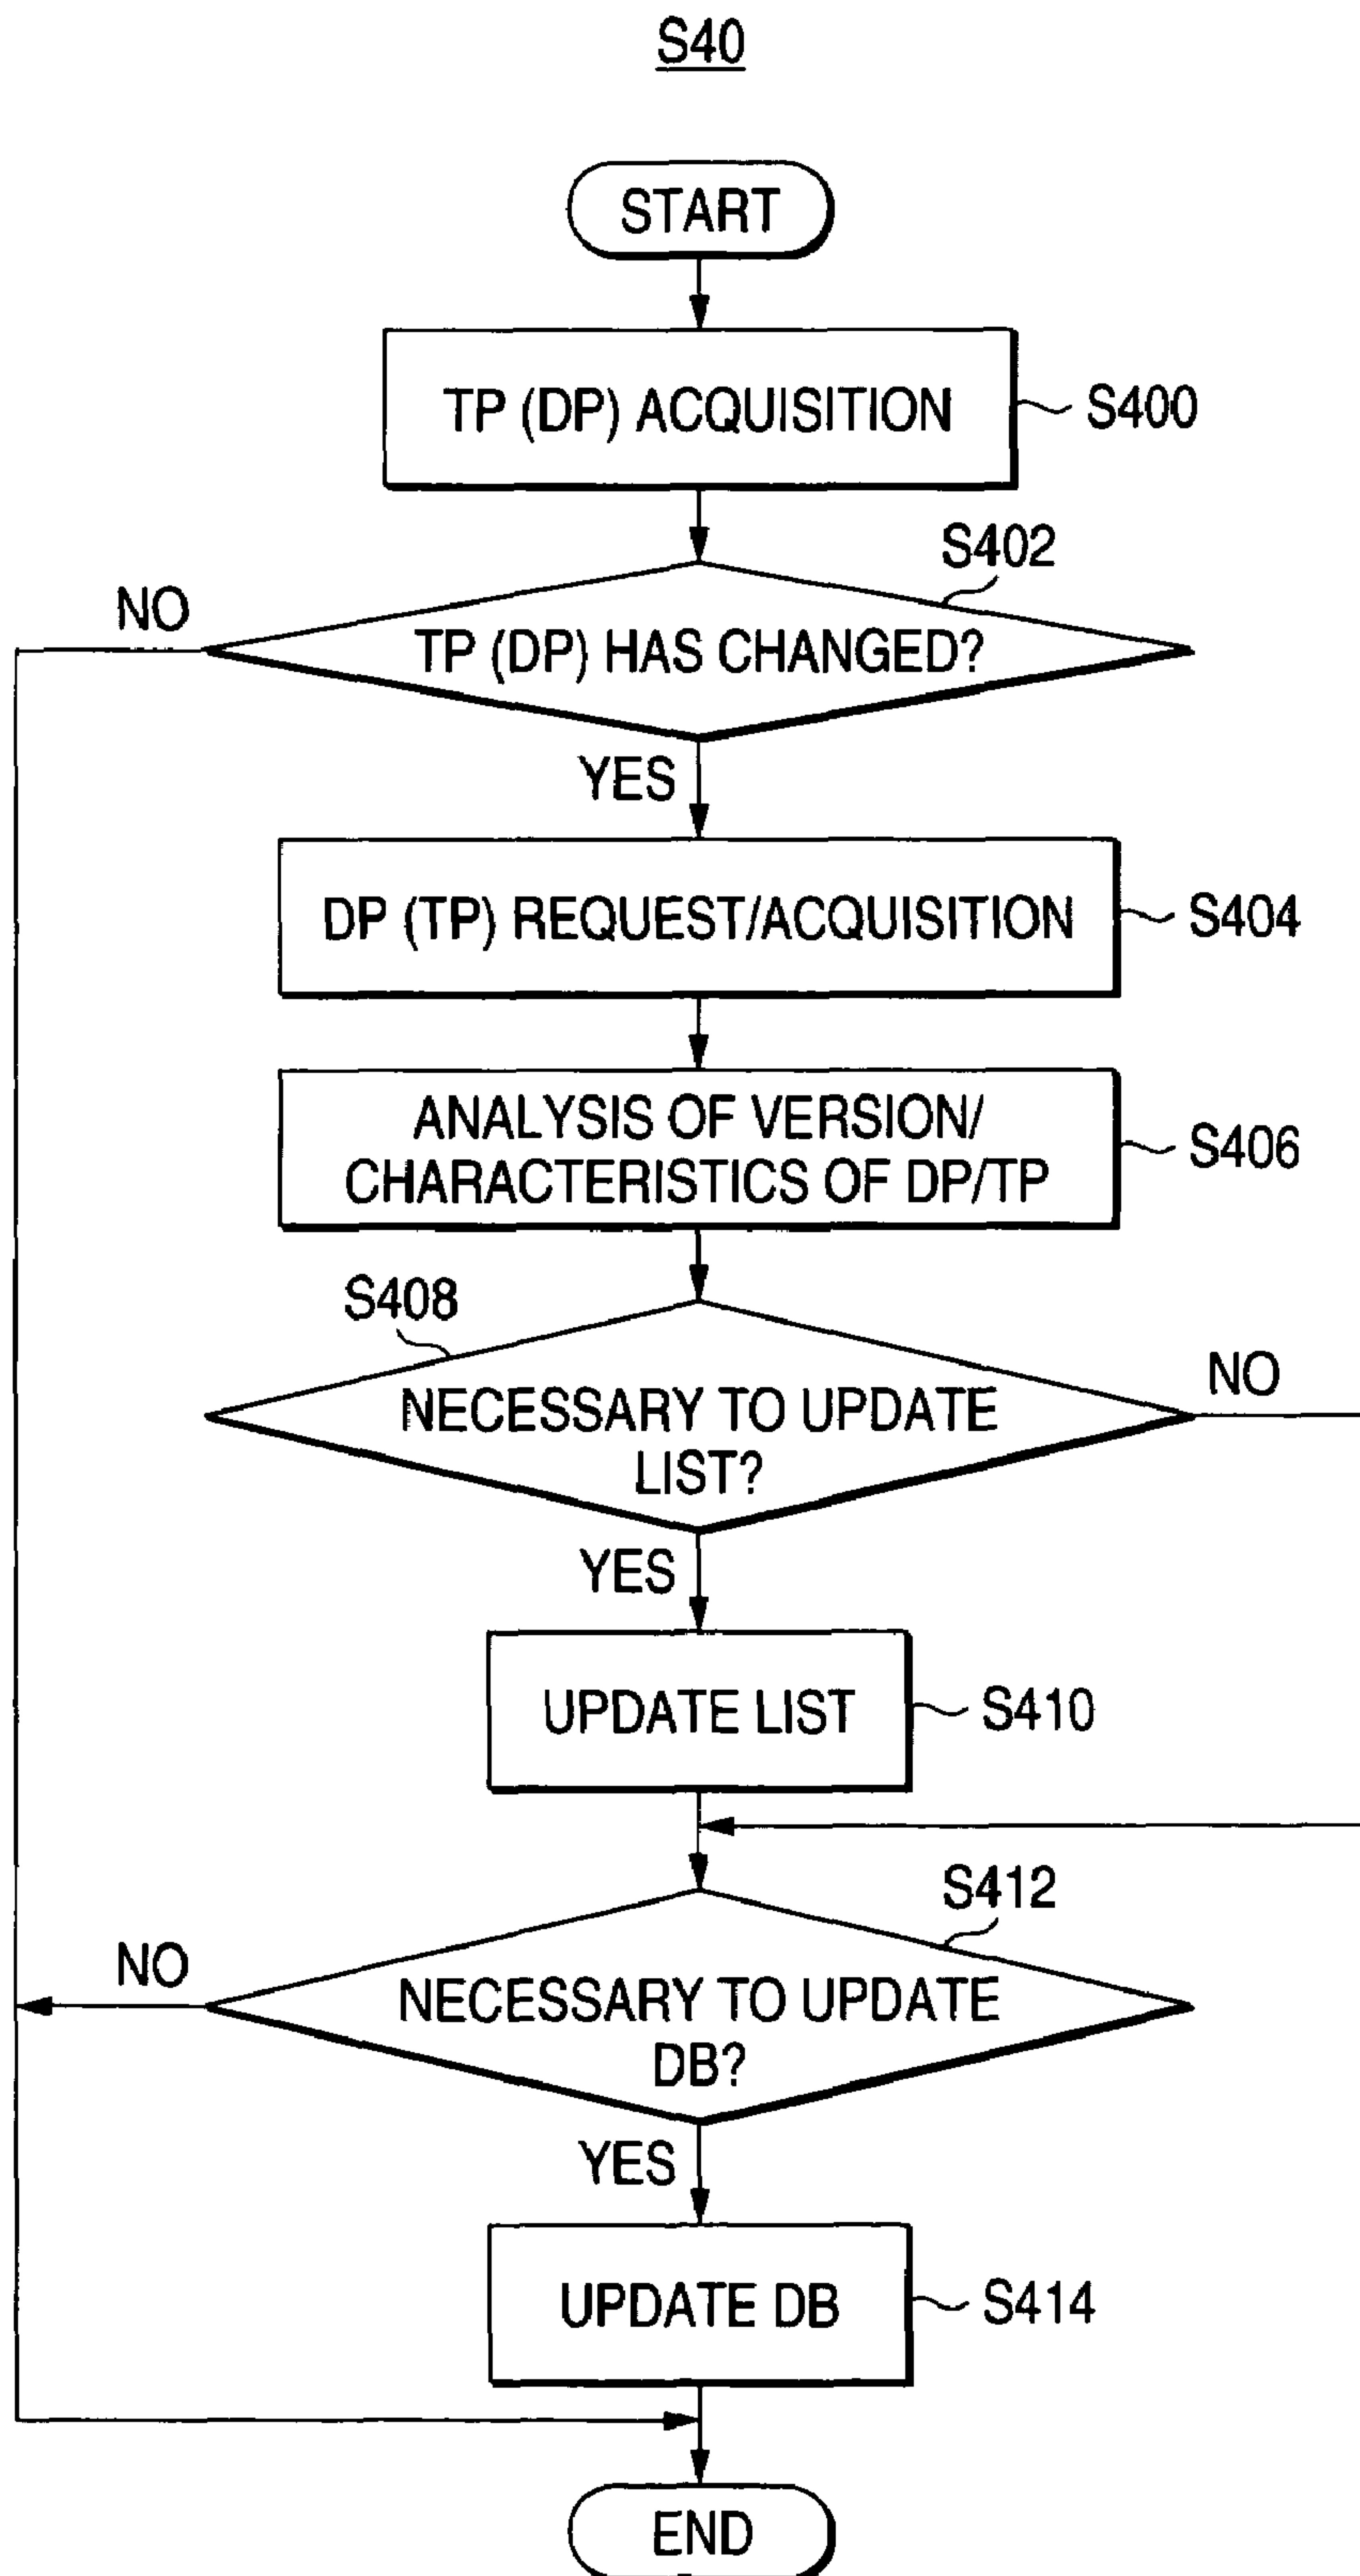 S40
START
TP (DP) ACQUISITION
S400
S402
NO
TP (DP) HAS CHANGED?
YES
DP (TP) REQUEST/ACQUISITION
S404
ANALYSIS OF VERSION/
CHARACTERISTICS OF DP/TP
S406
S408
NO
NECESSARY TO UPDATE
LIST?
YES
UPDATE LIST
S410
S412
NO
NECESSARY TO UPDATE
DB?
YES
UPDATE DB
S414
END